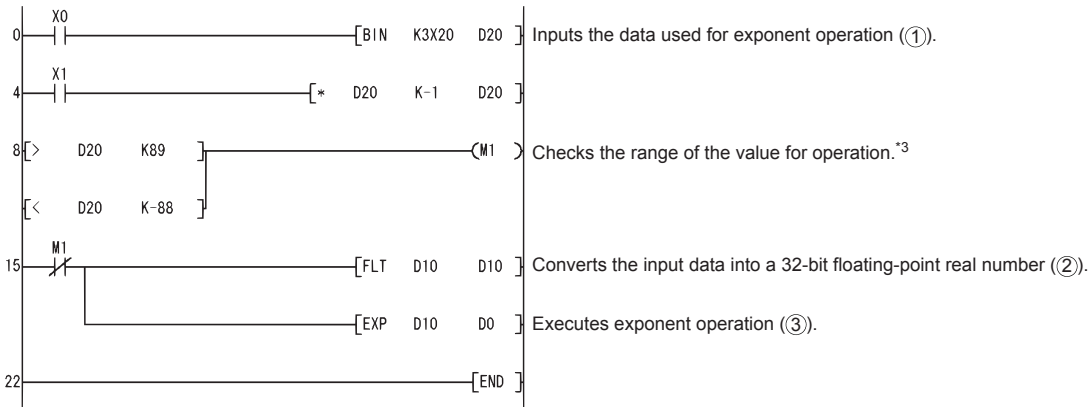 X0
0 BIN K3X20 D20 Inputs the data used for exponent operation (①).
X1
4 * D20 K-1 D20
8 > D20 K89 M1 Checks the range of the value for operation.*3
< D20 K-88
M1
15 FLT D10 D10 Converts the input data into a 32-bit floating-point real number (②).
EXP D10 D0 Executes exponent operation (③).
22 END